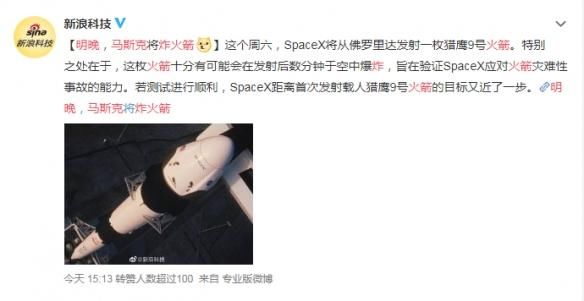 sina
新浪科技
新浪科技
【明晚，马斯克将炸火箭】这个周六，SpaceX将从佛罗里达发射一枚猎鹰9号火箭。特别
之处在于，这枚火箭十分有可能会在发射后数分钟于空中爆炸，旨在验证SpaceX应对火箭灾难性
事故的能力。若测试进行顺利，SpaceX距离首次发射载人猎鹰9号火箭的目标又近了一步。明
晚，马斯克将炸火箭
@新浪科技
今天 15:13 转赞人数超过100 来自 专业版微博